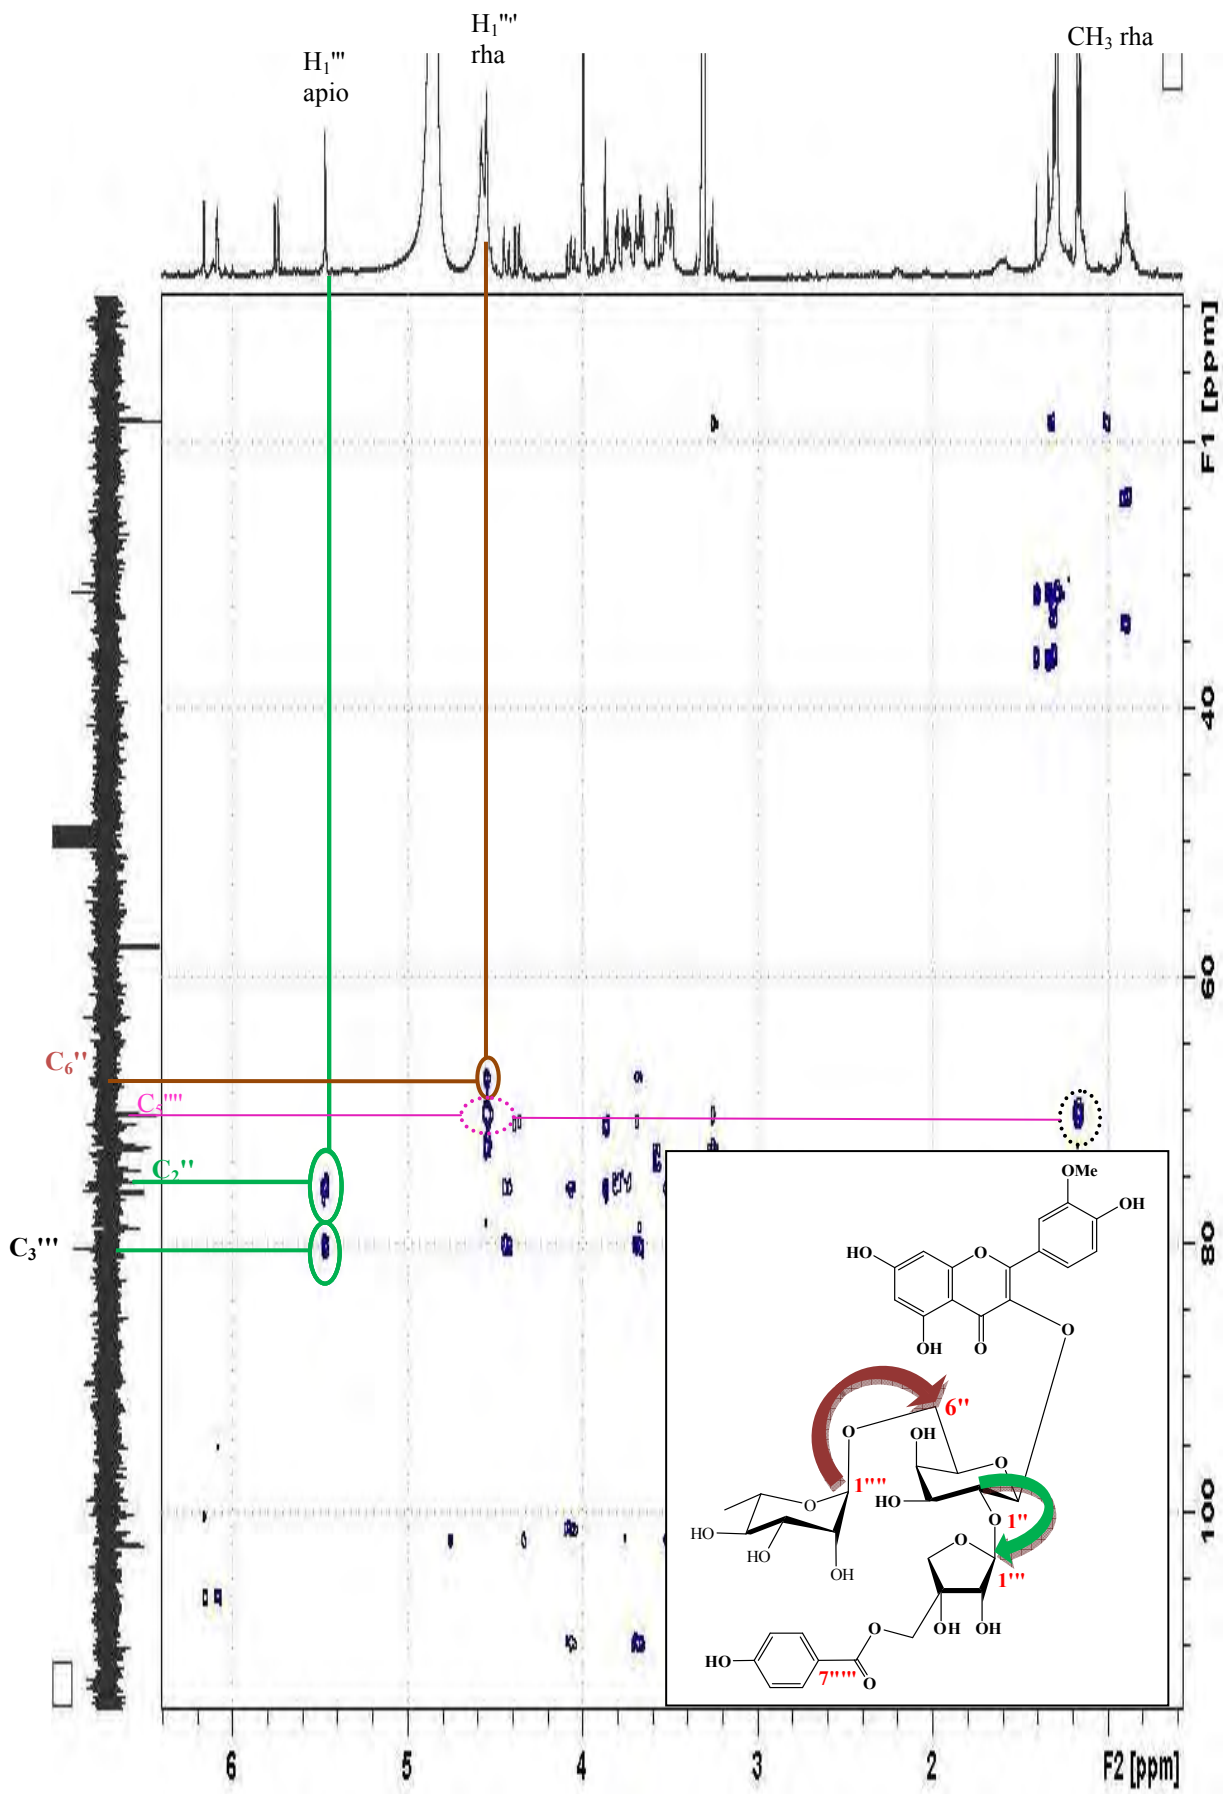 H₁'''' rha
CH₃ rha
H₁''' apio
F1 [ppm]
40
60
80
100
C₆''
C₅''''
C₂''
C₃'''
OMe
OH
HO
O
OH
O
O
6''
O
OH
O
1''''
HO
O
1''
O
O
HO
HO
OH
1'''
O
OH
OH
HO
7'''''
O
6
5
4
3
2
F2 [ppm]